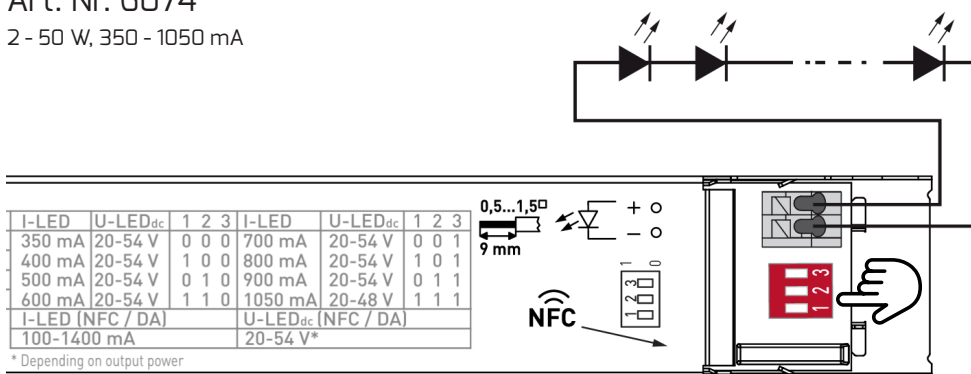 Art. Nr. 6074
2 - 50 W, 350 - 1050 mA
I-LED U-LEDdc 1 2 3 I-LED U-LEDdc 1 2 3
350 mA 20-54 V 0 0 0 700 mA 20-54 V 0 0 1
400 mA 20-54 V 1 0 0 800 mA 20-54 V 1 0 1
500 mA 20-54 V 0 1 0 900 mA 20-54 V 0 1 1
600 mA 20-54 V 1 1 0 1050 mA 20-48 V 1 1 1
I-LED (NFC / DA) U-LEDdc (NFC / DA)
100-1400 mA 20-54 V*
* Depending on output power
0,5...1,5□
9 mm
+
−
1 0
1 2 3
NFC
1 2 3